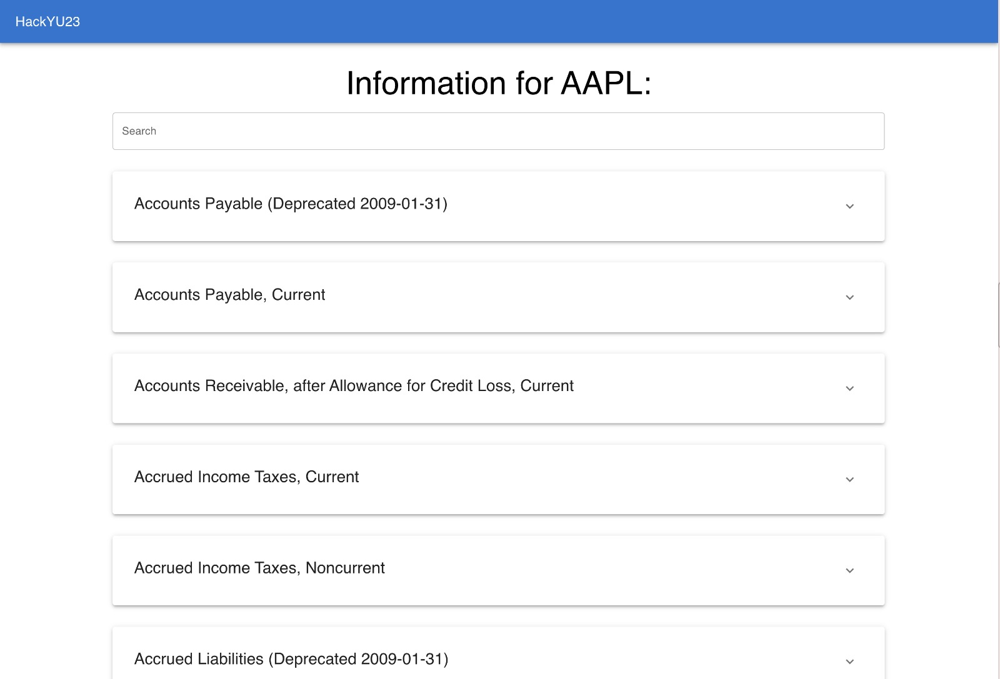 HackYU23
Information for AAPL:
Search
Accounts Payable (Deprecated 2009-01-31)
Accounts Payable, Current
Accounts Receivable, after Allowance for Credit Loss, Current
Accrued Income Taxes, Current
Accrued Income Taxes, Noncurrent
Accrued Liabilities (Deprecated 2009-01-31)